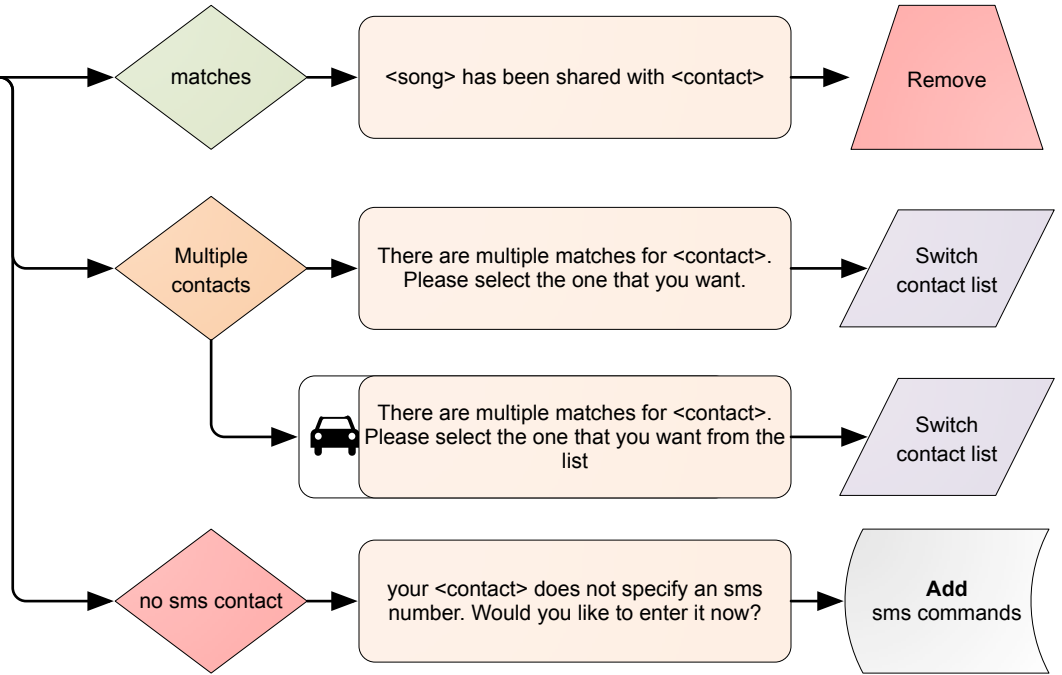 matches
<song> has been shared with <contact>
Remove
Multiple
contacts
There are multiple matches for <contact>.
Please select the one that you want.
Switch
contact list
There are multiple matches for <contact>.
Please select the one that you want from the
list
Switch
contact list
no sms contact
your <contact> does not specify an sms
number. Would you like to enter it now?
Add
sms commands